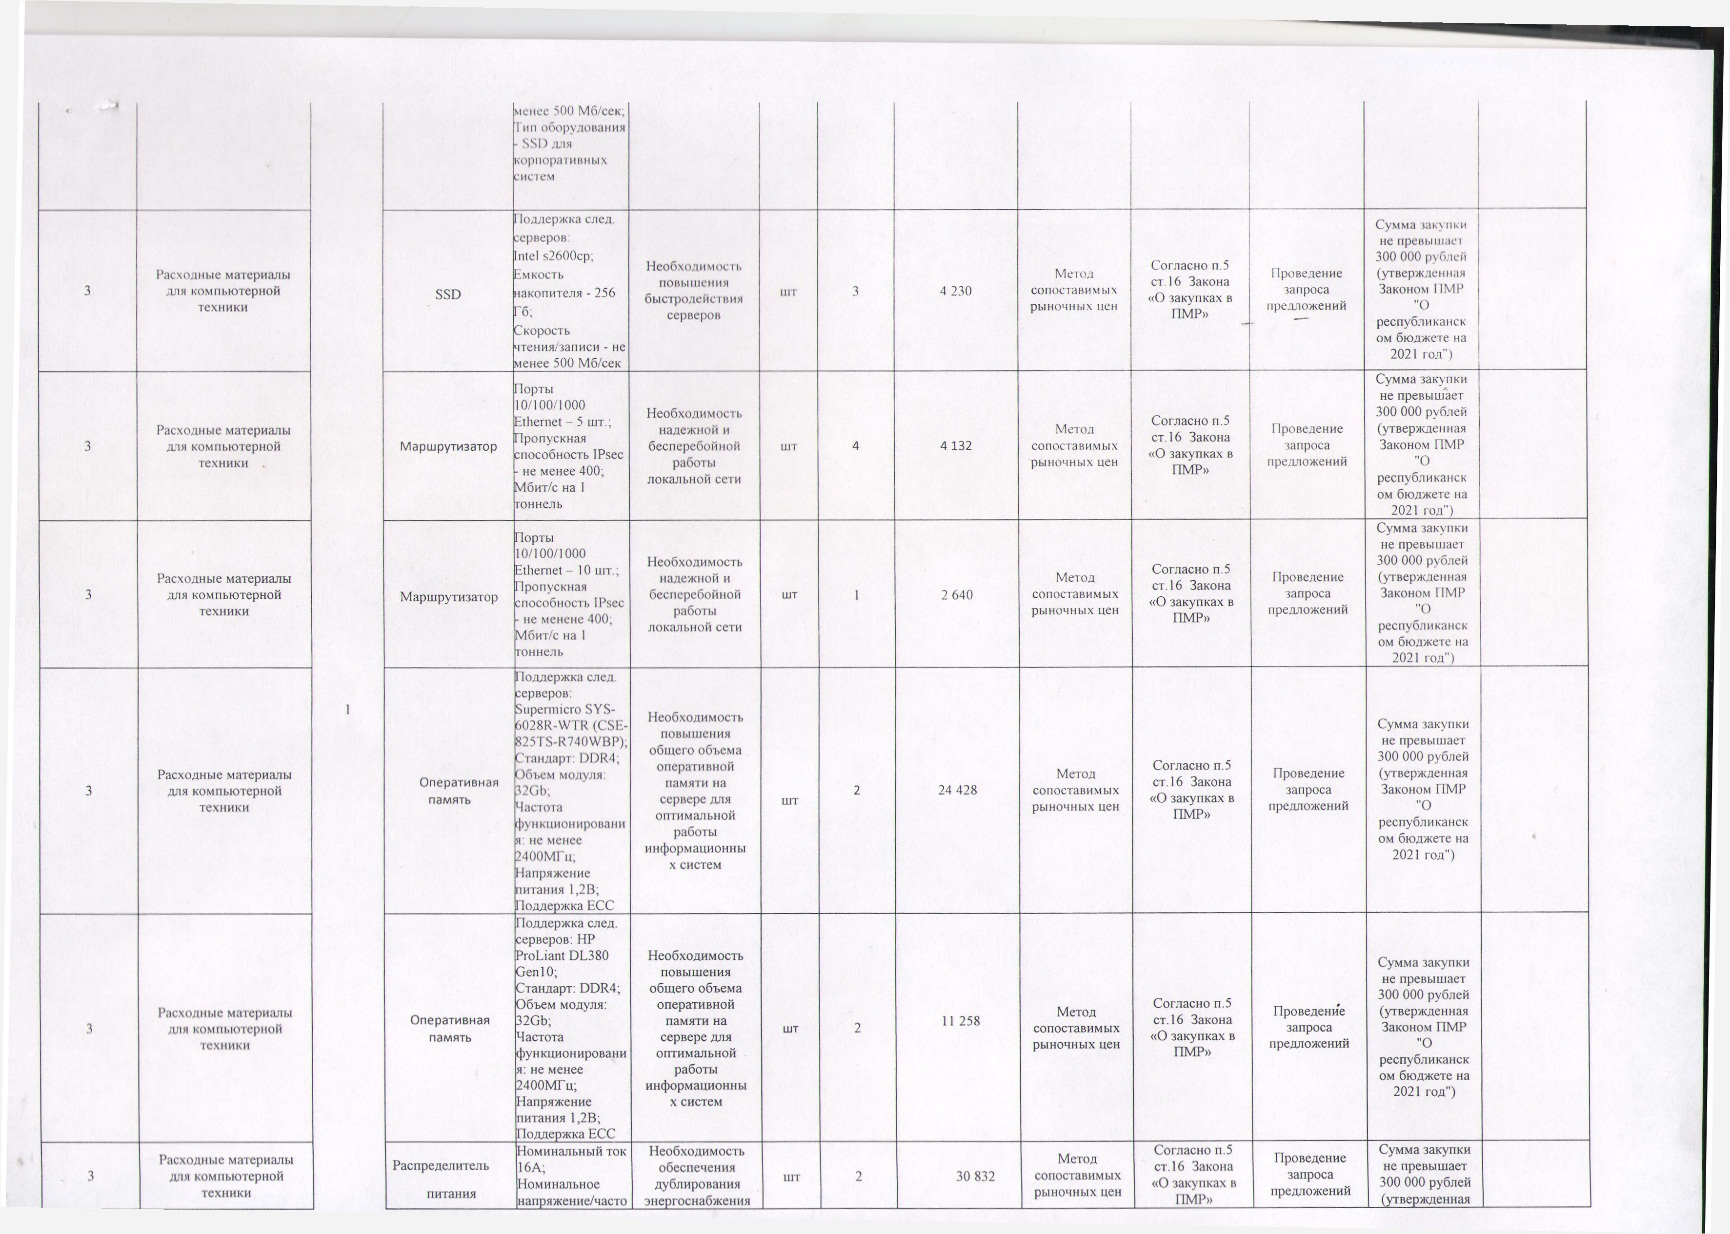 менее 500 Мб/сек;
Тип оборудования
- SSD для
корпоративных
систем
3
Расходные материалы
для компьютерной
техники
SSD
Поддержка след.
серверов:
Intel s2600cp;
Емкость
накопителя - 256
Гб;
Скорость
чтения/записи - не
менее 500 Мб/сек
Необходимость
повышения
быстродействия
серверов
шт
3
4 230
Метод
сопоставимых
рыночных цен
Согласно п.5
ст.16 Закона
«О закупках в
ПМР»
Проведение
запроса
предложений
Сумма закупки
не превышает
300 000 рублей
(утвержденная
Законом ПМР
"О
республиканск
ом бюджете на
2021 год")
3
Расходные материалы
для компьютерной
техники
Маршрутизатор
Порты
10/100/1000
Ethernet – 5 шт.;
Пропускная
способность IPsec
- не менее 400;
Мбит/с на 1
тоннель
Необходимость
надежной и
бесперебойной
работы
локальной сети
шт
4
4 132
Метод
сопоставимых
рыночных цен
Согласно п.5
ст.16 Закона
«О закупках в
ПМР»
Проведение
запроса
предложений
Сумма закупки
не превышает
300 000 рублей
(утвержденная
Законом ПМР
"О
республиканск
ом бюджете на
2021 год")
3
Расходные материалы
для компьютерной
техники
Маршрутизатор
Порты
10/100/1000
Ethernet – 10 шт.;
Пропускная
способность IPsec
- не менене 400;
Мбит/с на 1
тоннель
Необходимость
надежной и
бесперебойной
работы
локальной сети
шт
1
2 640
Метод
сопоставимых
рыночных цен
Согласно п.5
ст.16 Закона
«О закупках в
ПМР»
Проведение
запроса
предложений
Сумма закупки
не превышает
300 000 рублей
(утвержденная
Законом ПМР
"О
республиканск
ом бюджете на
2021 год")
1
3
Расходные материалы
для компьютерной
техники
Оперативная
память
Поддержка след.
серверов:
Supermicro SYS-
6028R-WTR (CSE-
825TS-R740WBP);
Стандарт: DDR4;
Объем модуля:
32Gb;
Частота
функционировани
я: не менее
2400МГц;
Напряжение
питания 1,2В;
Поддержка ECC
Необходимость
повышения
общего объема
оперативной
памяти на
сервере для
оптимальной
работы
информационны
х систем
шт
2
24 428
Метод
сопоставимых
рыночных цен
Согласно п.5
ст.16 Закона
«О закупках в
ПМР»
Проведение
запроса
предложений
Сумма закупки
не превышает
300 000 рублей
(утвержденная
Законом ПМР
"О
республиканск
ом бюджете на
2021 год")
3
Расходные материалы
для компьютерной
техники
Оперативная
память
Поддержка след.
серверов: HP
ProLiant DL380
Gen10;
Стандарт: DDR4;
Объем модуля:
32Gb;
Частота
функционировани
я: не менее
2400МГц;
Напряжение
питания 1,2В;
Поддержка ECC
Необходимость
повышения
общего объема
оперативной
памяти на
сервере для
оптимальной
работы
информационны
х систем
шт
2
11 258
Метод
сопоставимых
рыночных цен
Согласно п.5
ст.16 Закона
«О закупках в
ПМР»
Проведение
запроса
предложений
Сумма закупки
не превышает
300 000 рублей
(утвержденная
Законом ПМР
"О
республиканск
ом бюджете на
2021 год")
3
Расходные материалы
для компьютерной
техники
Распределитель
питания
Номинальный ток
16А;
Номинальное
напряжение/часто
Необходимость
обеспечения
дублирования
энергоснабжения
шт
2
30 832
Метод
сопоставимых
рыночных цен
Согласно п.5
ст.16 Закона
«О закупках в
ПМР»
Проведение
запроса
предложений
Сумма закупки
не превышает
300 000 рублей
(утвержденная